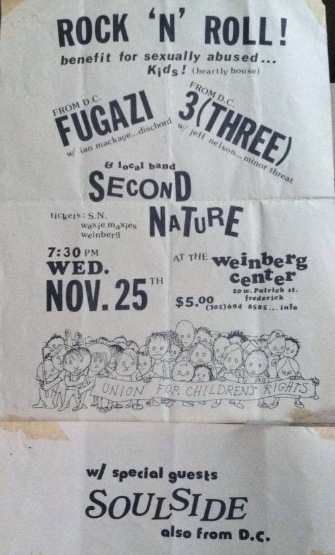 ROCK 'N' ROLL!
benefit for sexually abused...
Kids! (heartly house)
FROM D.C.
FUGAZI
w/ ian mackaye...dischord
FROM D.C.
3(THREE)
w/ jeff nelson...minor threat
& local band
SECOND
NATURE
tickets: S.N.
waxie maxies
weinberg
7:30 PM
WED.
NOV. 25TH
AT THE weinberg
center
20 w. Patrick st.
frederick
$5.00 (301)694-8585...info
UNION FOR CHILDREN'S RIGHTS
w/ special guests
SOULSIDE
also from D.C.